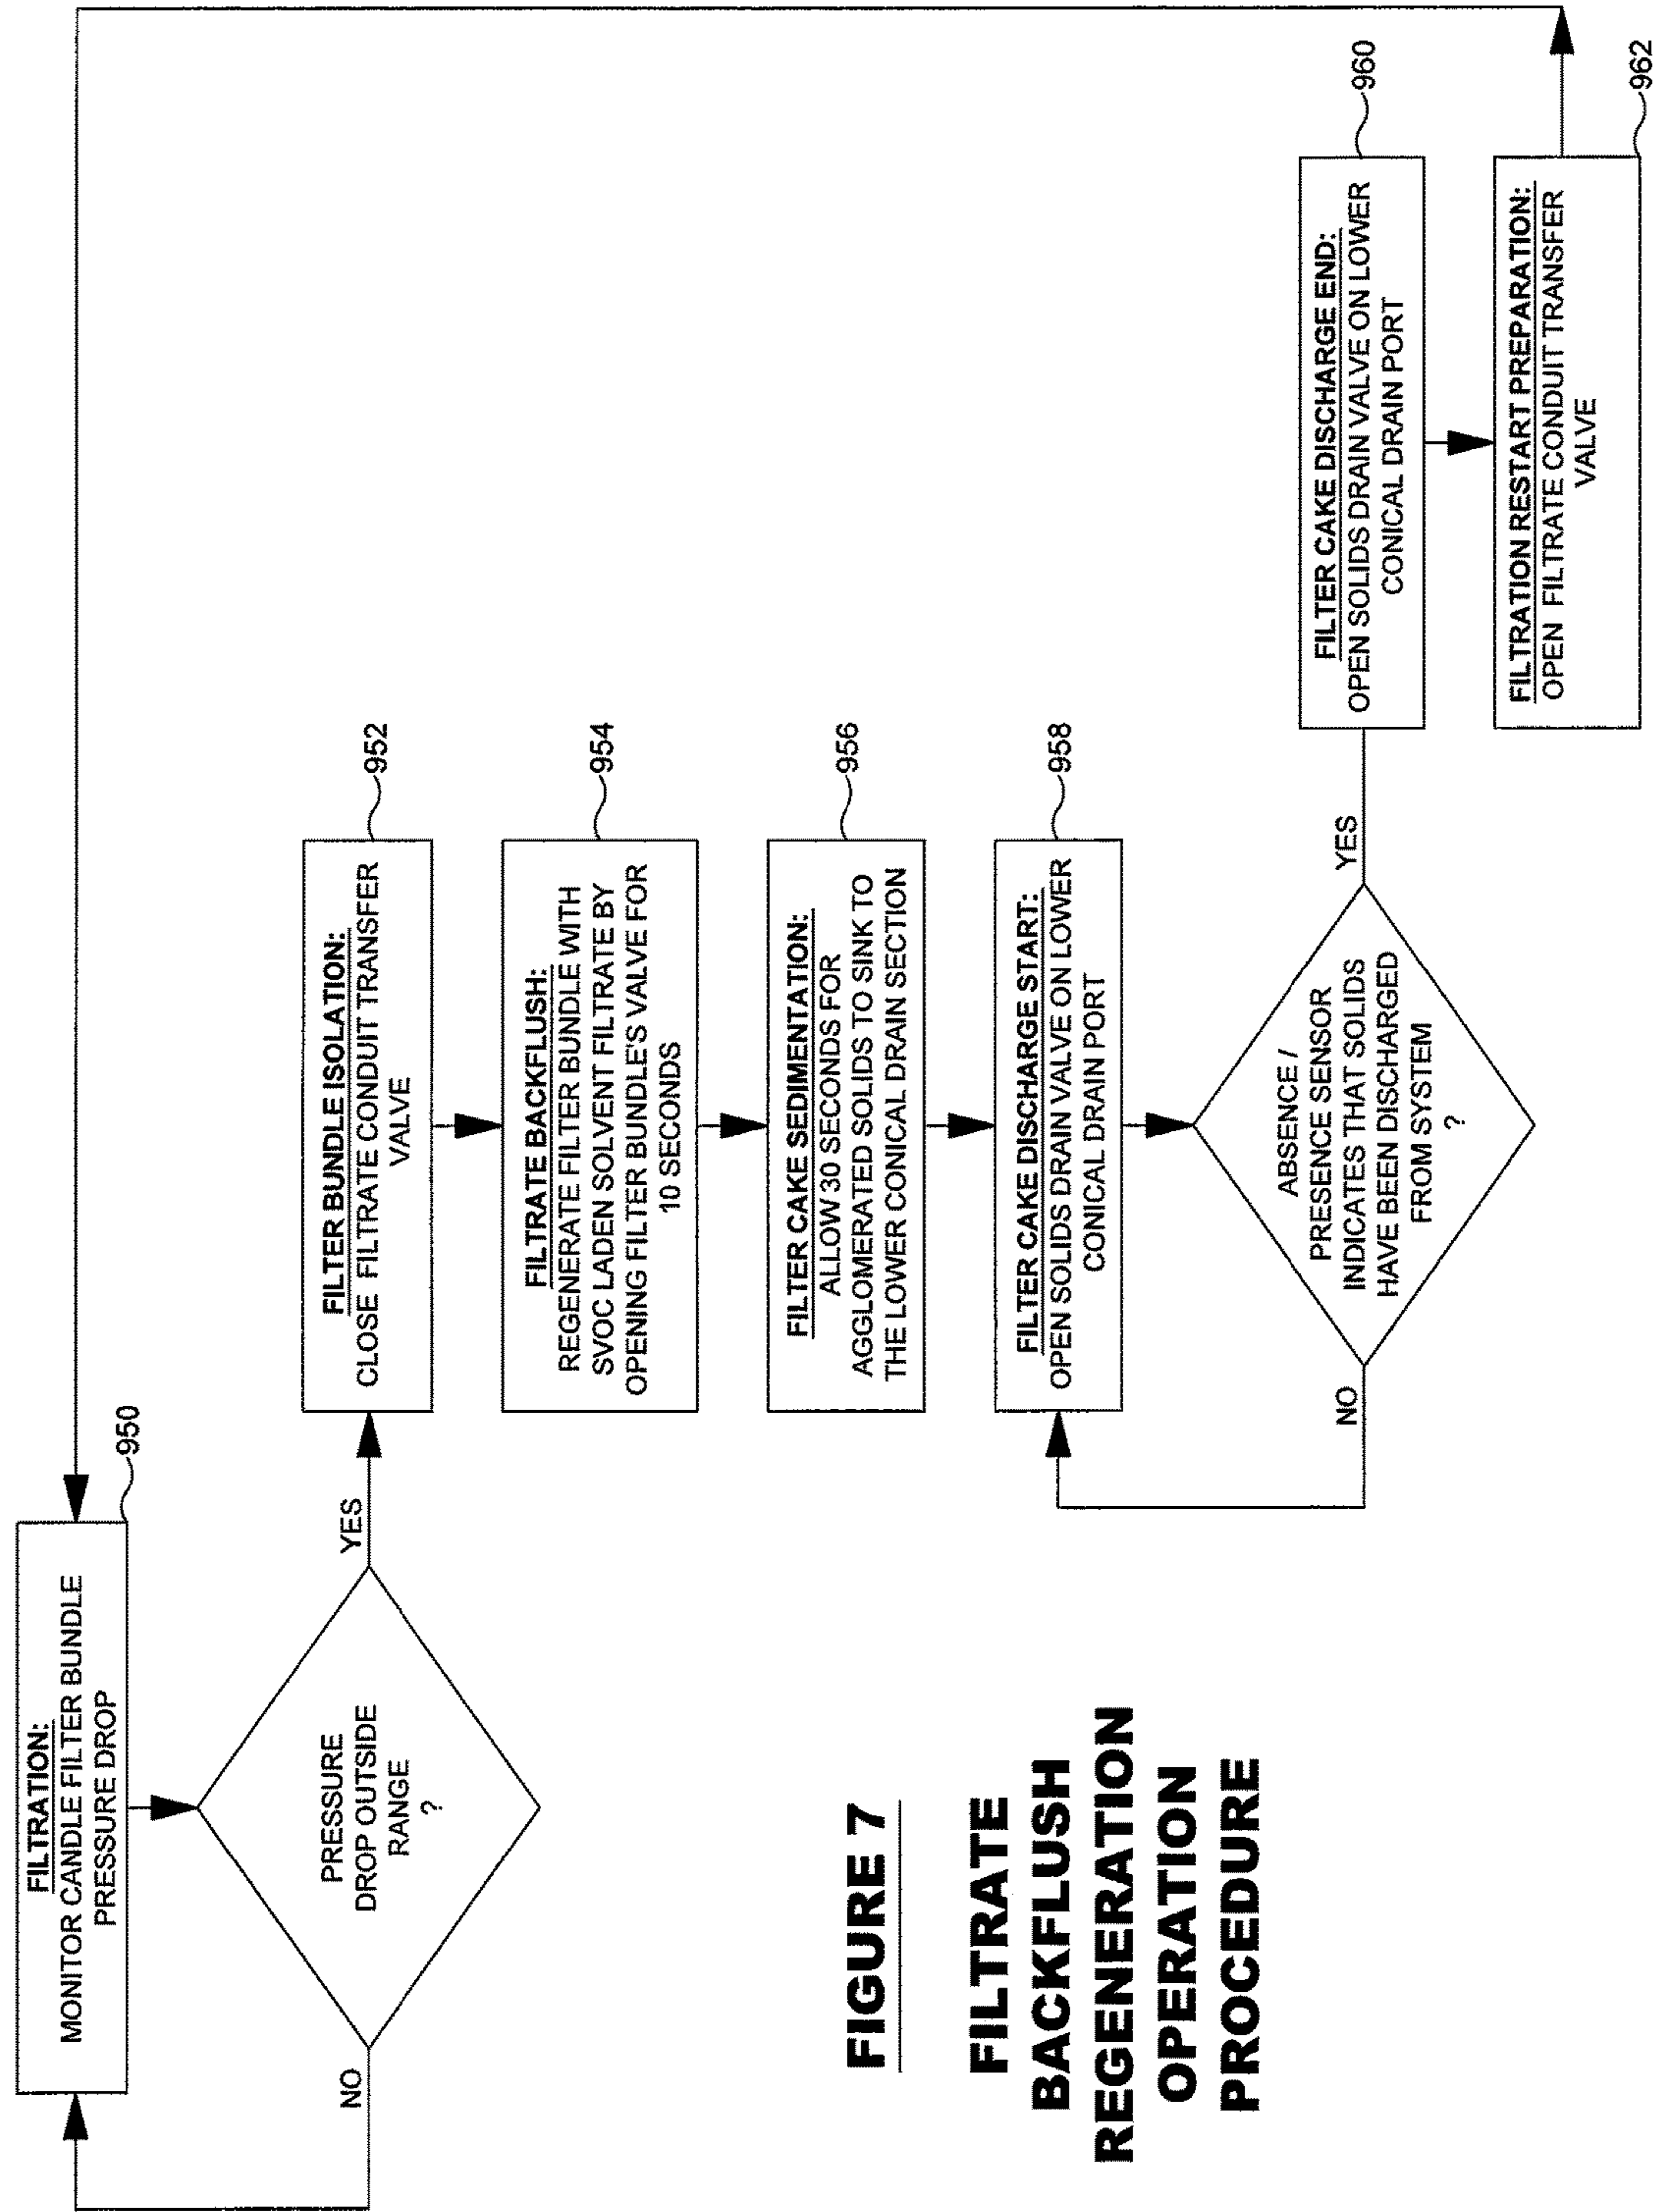 FILTRATION:
MONITOR CANDLE FILTER BUNDLE
PRESSURE DROP
950
PRESSURE
DROP OUTSIDE
RANGE
?
NO
YES
FILTER BUNDLE ISOLATION:
CLOSE FILTRATE CONDUIT TRANSFER
VALVE
952
FILTRATE BACKFLUSH:
REGENERATE FILTER BUNDLE WITH
SVOC LADEN SOLVENT FILTRATE BY
OPENING FILTER BUNDLE'S VALVE FOR
10 SECONDS
954
FILTER CAKE SEDIMENTATION:
ALLOW 30 SECONDS FOR
AGGLOMERATED SOLIDS TO SINK TO
THE LOWER CONICAL DRAIN SECTION
956
FILTER CAKE DISCHARGE START:
OPEN SOLIDS DRAIN VALVE ON LOWER
CONICAL DRAIN PORT
958
ABSENCE /
PRESENCE SENSOR
INDICATES THAT SOLIDS
HAVE BEEN DISCHARGED
FROM SYSTEM
?
NO
YES
FILTER CAKE DISCHARGE END:
OPEN SOLIDS DRAIN VALVE ON LOWER
CONICAL DRAIN PORT
960
FILTRATION RESTART PREPARATION:
OPEN FILTRATE CONDUIT TRANSFER
VALVE
962
FIGURE 7
FILTRATE
BACKFLUSH
REGENERATION
OPERATION
PROCEDURE